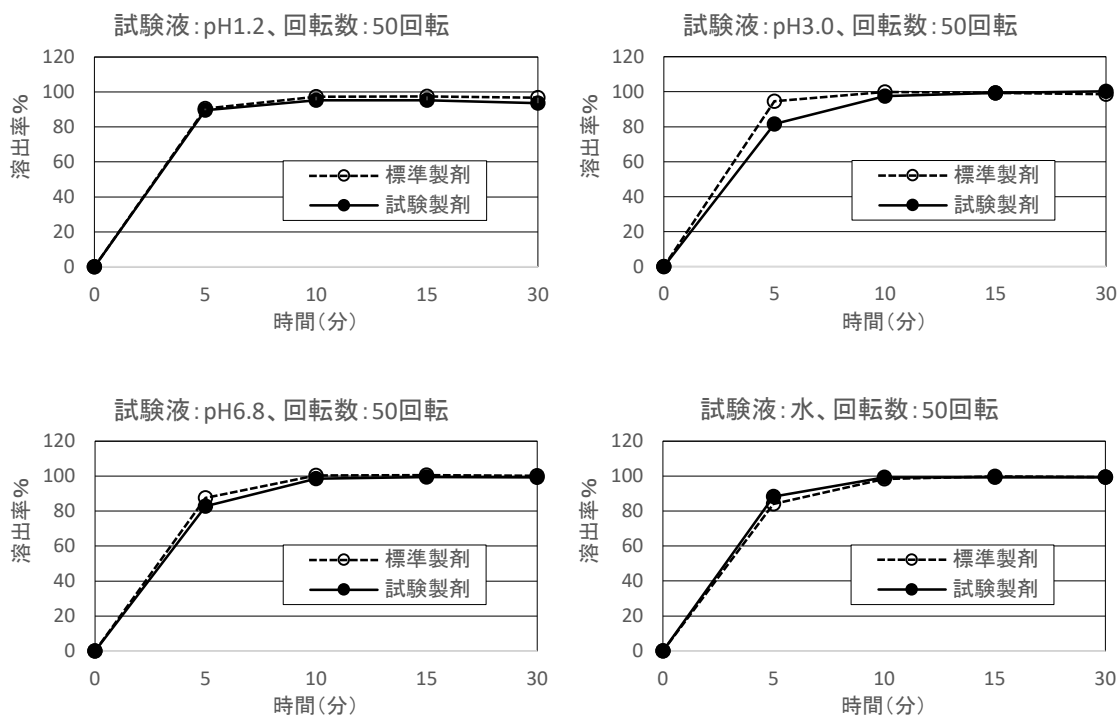 試験液:pH1.2、回転数:50回転
120
100
80
60
40
20
0
溶出率%
標準製剤
試験製剤
0 5 10 15 30
時間(分)
試験液:pH3.0、回転数:50回転
120
100
80
60
40
20
0
溶出率%
標準製剤
試験製剤
0 5 10 15 30
時間(分)
試験液:pH6.8、回転数:50回転
120
100
80
60
40
20
0
溶出率%
標準製剤
試験製剤
0 5 10 15 30
時間(分)
試験液:水、回転数:50回転
120
100
80
60
40
20
0
溶出率%
標準製剤
試験製剤
0 5 10 15 30
時間(分)